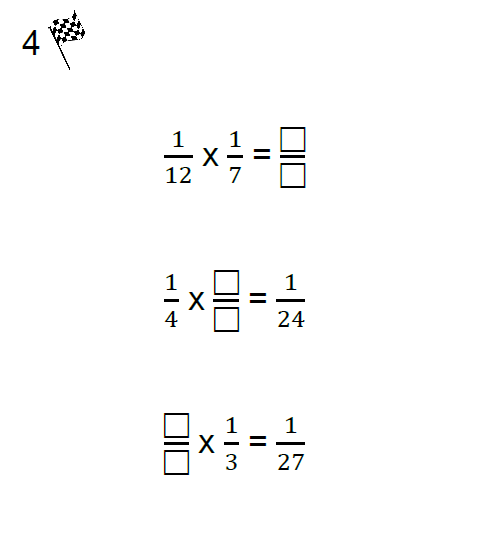 4
1/12 x 1/7 = □/□
1/4 x □/□ = 1/24
□/□ x 1/3 = 1/27